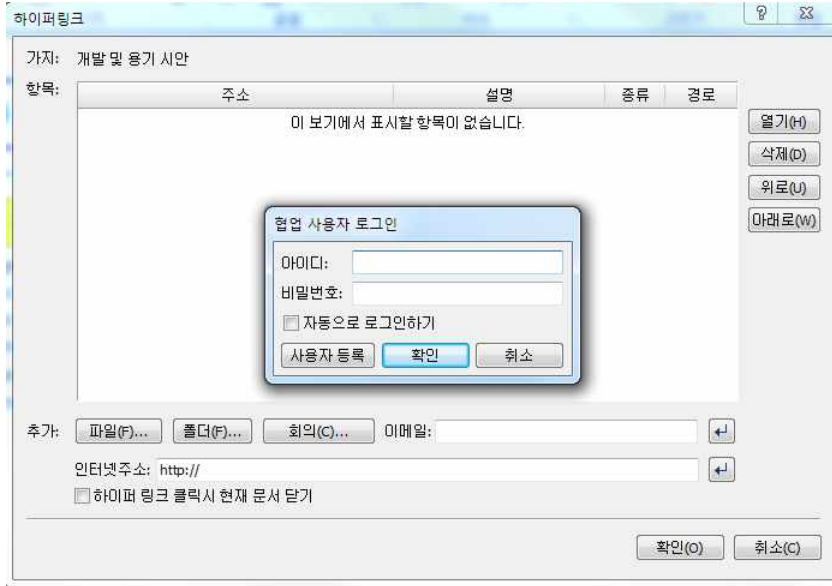 하이퍼링크
가지: 개발 및 용기 시안
항목:
주소 설명 종류 경로
이 보기에서 표시할 항목이 없습니다.
열기(H)
삭제(D)
위로(U)
아래로(W)
협업 사용자 로그인
아이디:
비밀번호:
자동으로 로그인하기
사용자 등록 확인 취소
추가: 파일(F)... 폴더(F)... 회의(C)... 이메일:
인터넷주소: http://
하이퍼 링크 클릭시 현재 문서 닫기
확인(O) 취소(C)